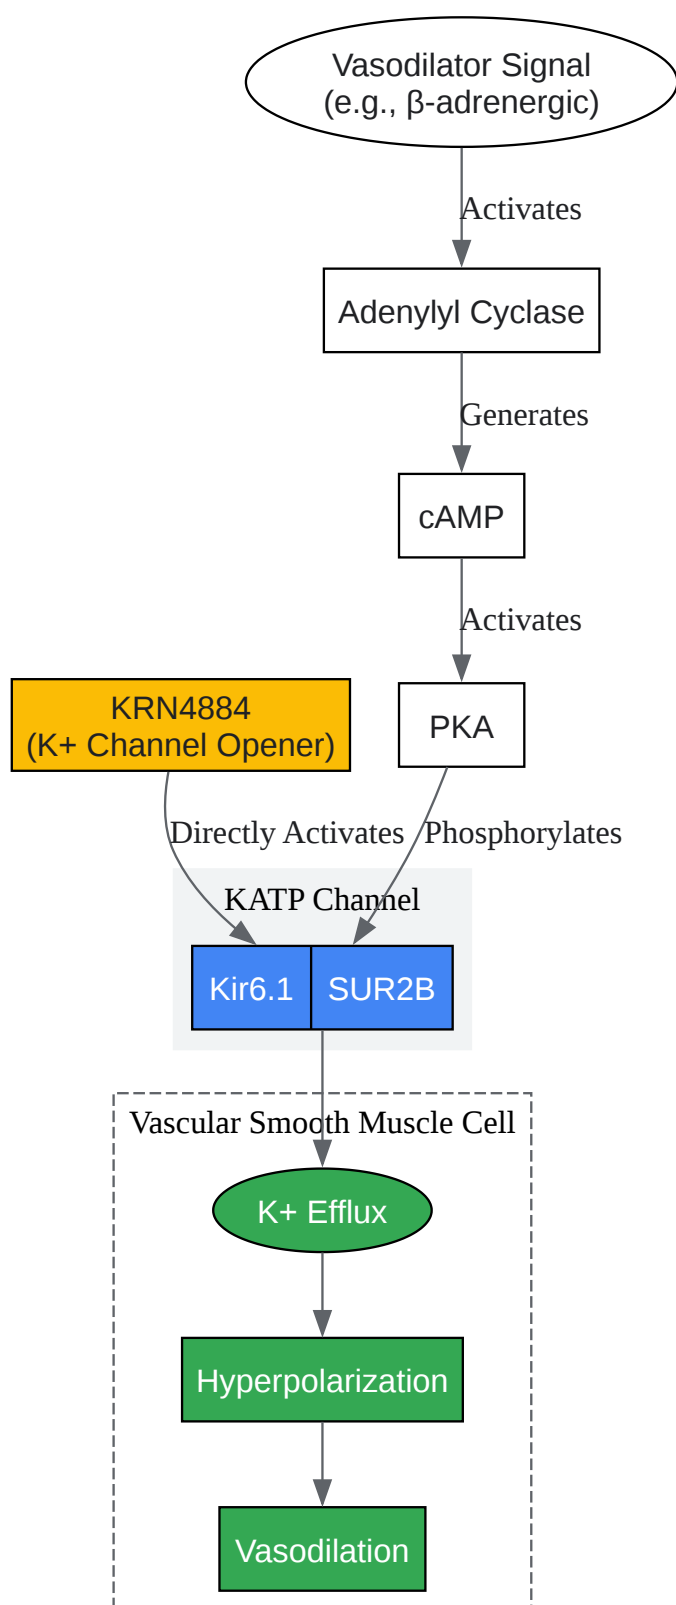 Vasodilator Signal
(e.g., β-adrenergic)
Activates
Adenylyl Cyclase
Generates
cAMP
Activates
KRN4884
(K+ Channel Opener)
PKA
Directly Activates
Phosphorylates
KATP Channel
Kir6.1
SUR2B
Vascular Smooth Muscle Cell
K+ Efflux
Hyperpolarization
Vasodilation